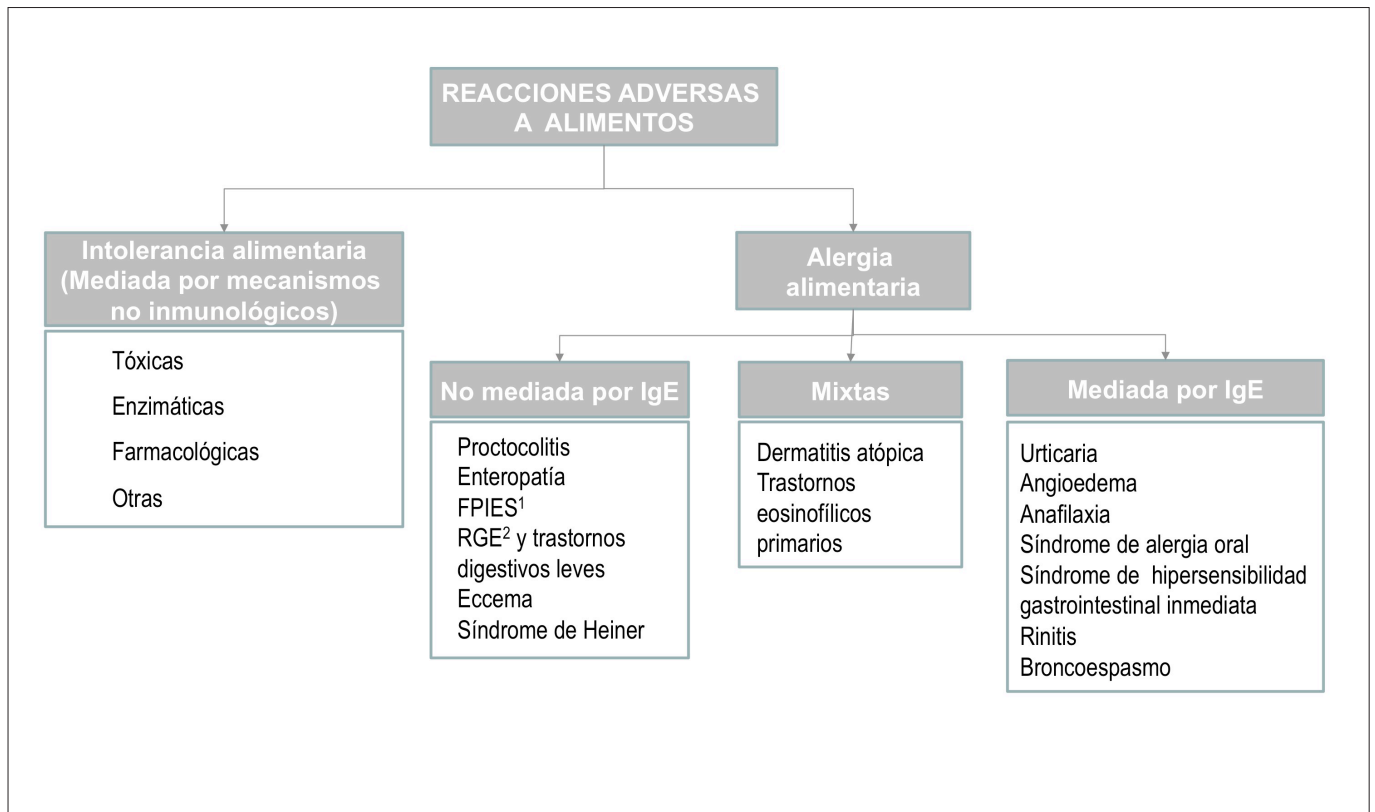 REACCIONES ADVERSAS
A ALIMENTOS
Intolerancia alimentaria
(Mediada por mecanismos
no inmunológicos)
Tóxicas
Enzimáticas
Farmacológicas
Otras
Alergia
alimentaria
No mediada por IgE
Proctocolitis
Enteropatía
FPIES¹
RGE² y trastornos
digestivos leves
Eccema
Síndrome de Heiner
Mixtas
Dermatitis atópica
Trastornos
eosinofílicos
primarios
Mediada por IgE
Urticaria
Angioedema
Anafilaxia
Síndrome de alergia oral
Síndrome de hipersensibilidad
gastrointestinal inmediata
Rinitis
Broncoespasmo